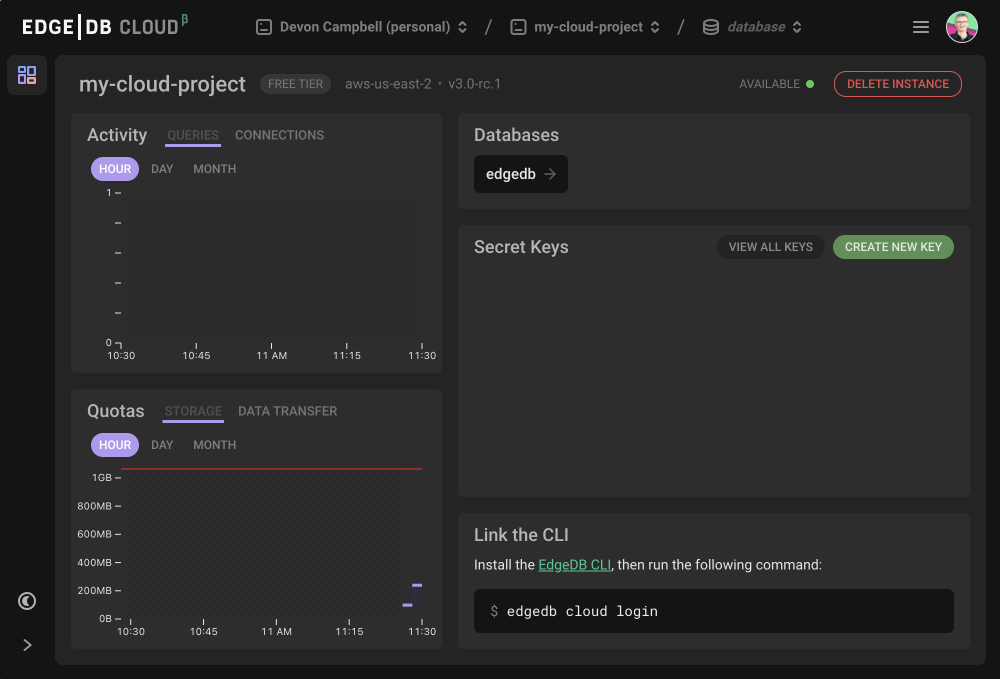 EDGE|DB CLOUDβ
Devon Campbell (personal) / my-cloud-project / database
my-cloud-project FREE TIER aws-us-east-2 • v3.0-rc.1
AVAILABLE DELETE INSTANCE
Activity QUERIES CONNECTIONS
HOUR DAY MONTH
1
0
10:30 10:45 11 AM 11:15 11:30
Quotas STORAGE DATA TRANSFER
HOUR DAY MONTH
1GB
800MB
600MB
400MB
200MB
0B
10:30 10:45 11 AM 11:15 11:30
Databases
edgedb →
Secret Keys VIEW ALL KEYS CREATE NEW KEY
Link the CLI
Install the EdgeDB CLI, then run the following command:
$ edgedb cloud login